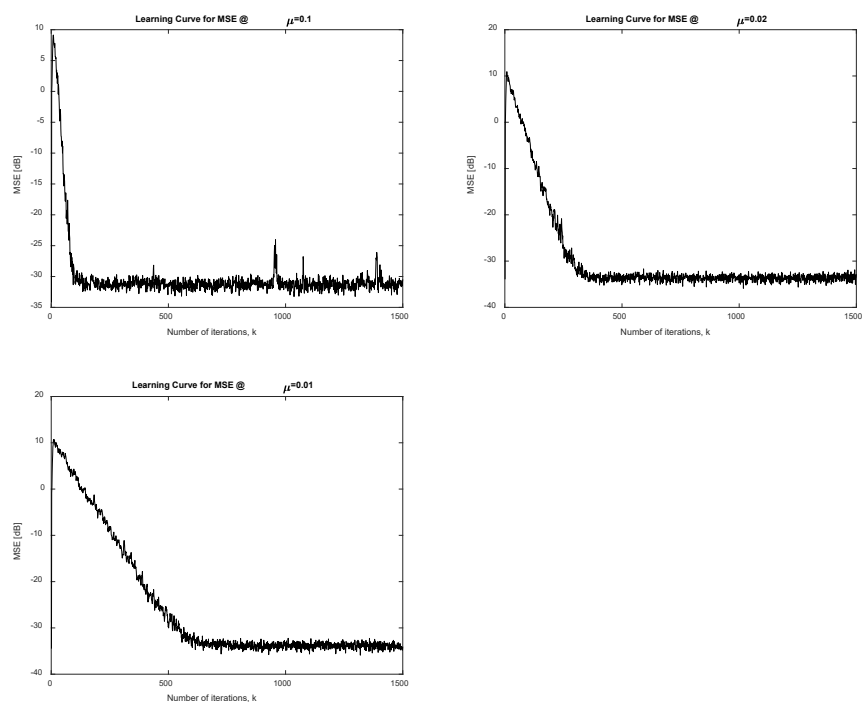 Learning Curve for MSE @ μ=0.1
10
5
0
-5
-10
-15
-20
-25
-30
-35
MSE [dB]
0 500 1000 1500
Number of iterations, k
Learning Curve for MSE @ μ=0.02
20
10
0
-10
-20
-30
-40
MSE [dB]
0 500 1000 1500
Number of iterations, k
Learning Curve for MSE @ μ=0.01
20
10
0
-10
-20
-30
-40
MSE [dB]
0 500 1000 1500
Number of iterations, k